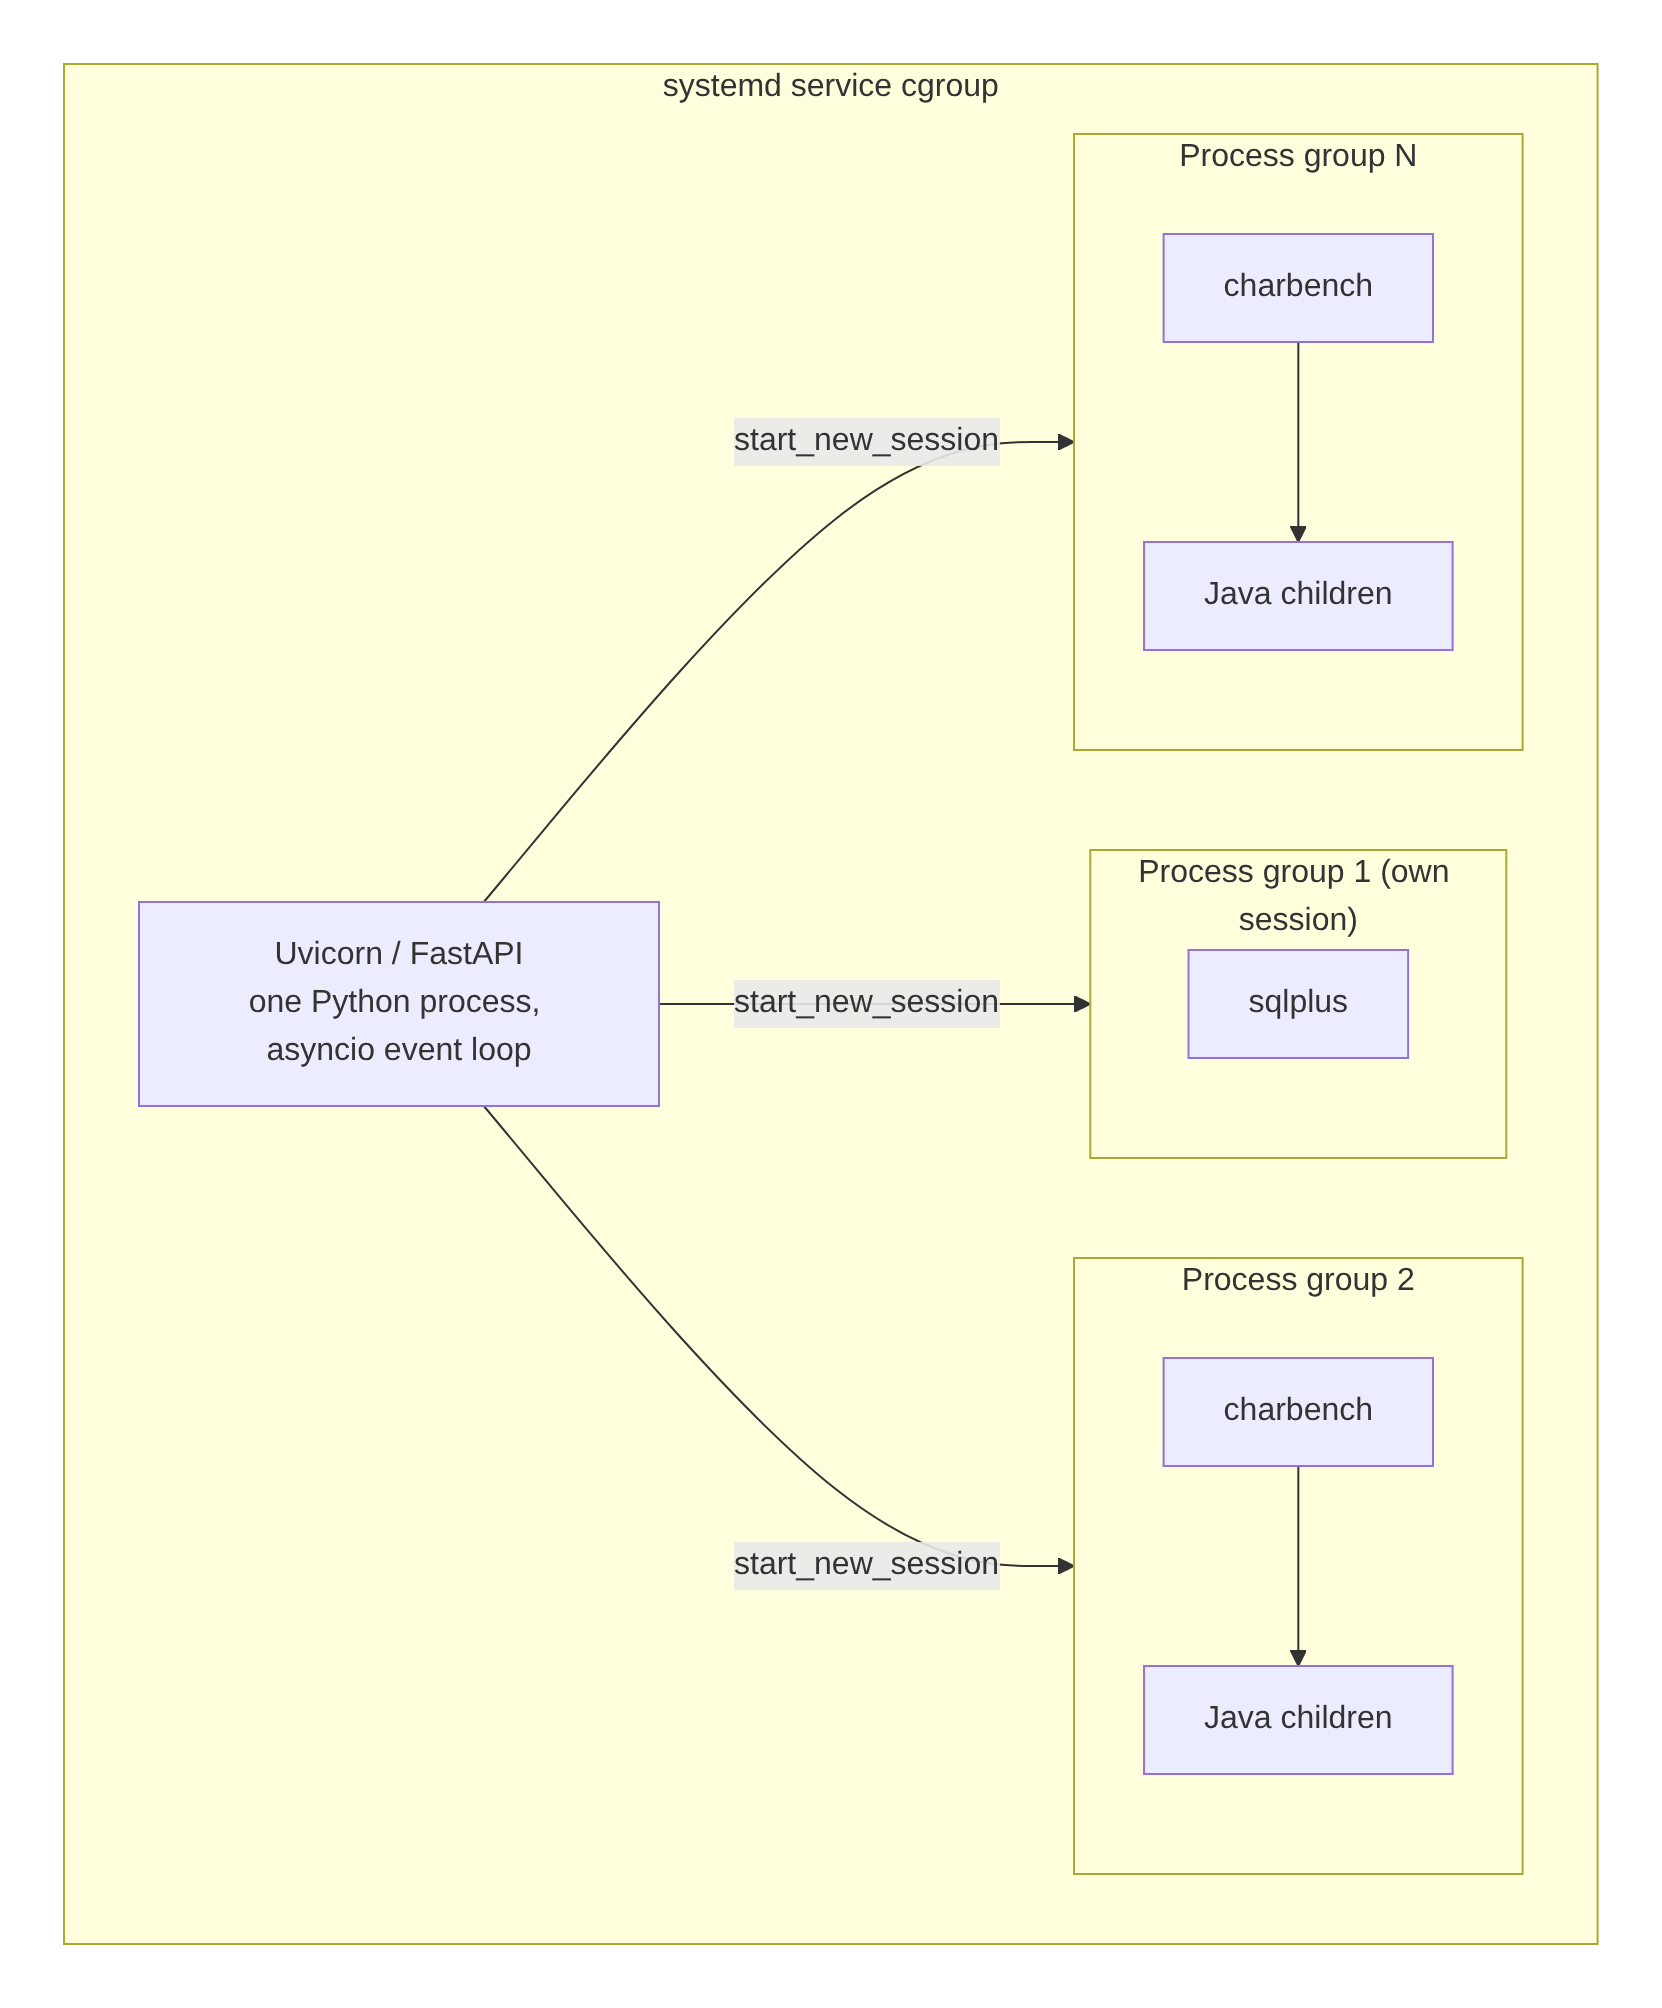 systemd service cgroup
Process group N
charbench
start_new_session
Java children
Process group 1 (own
session)
Uvicorn / FastAPI
one Python process,
asyncio event loop
start_new_session
sqlplus
Process group 2
charbench
start_new_session
Java children